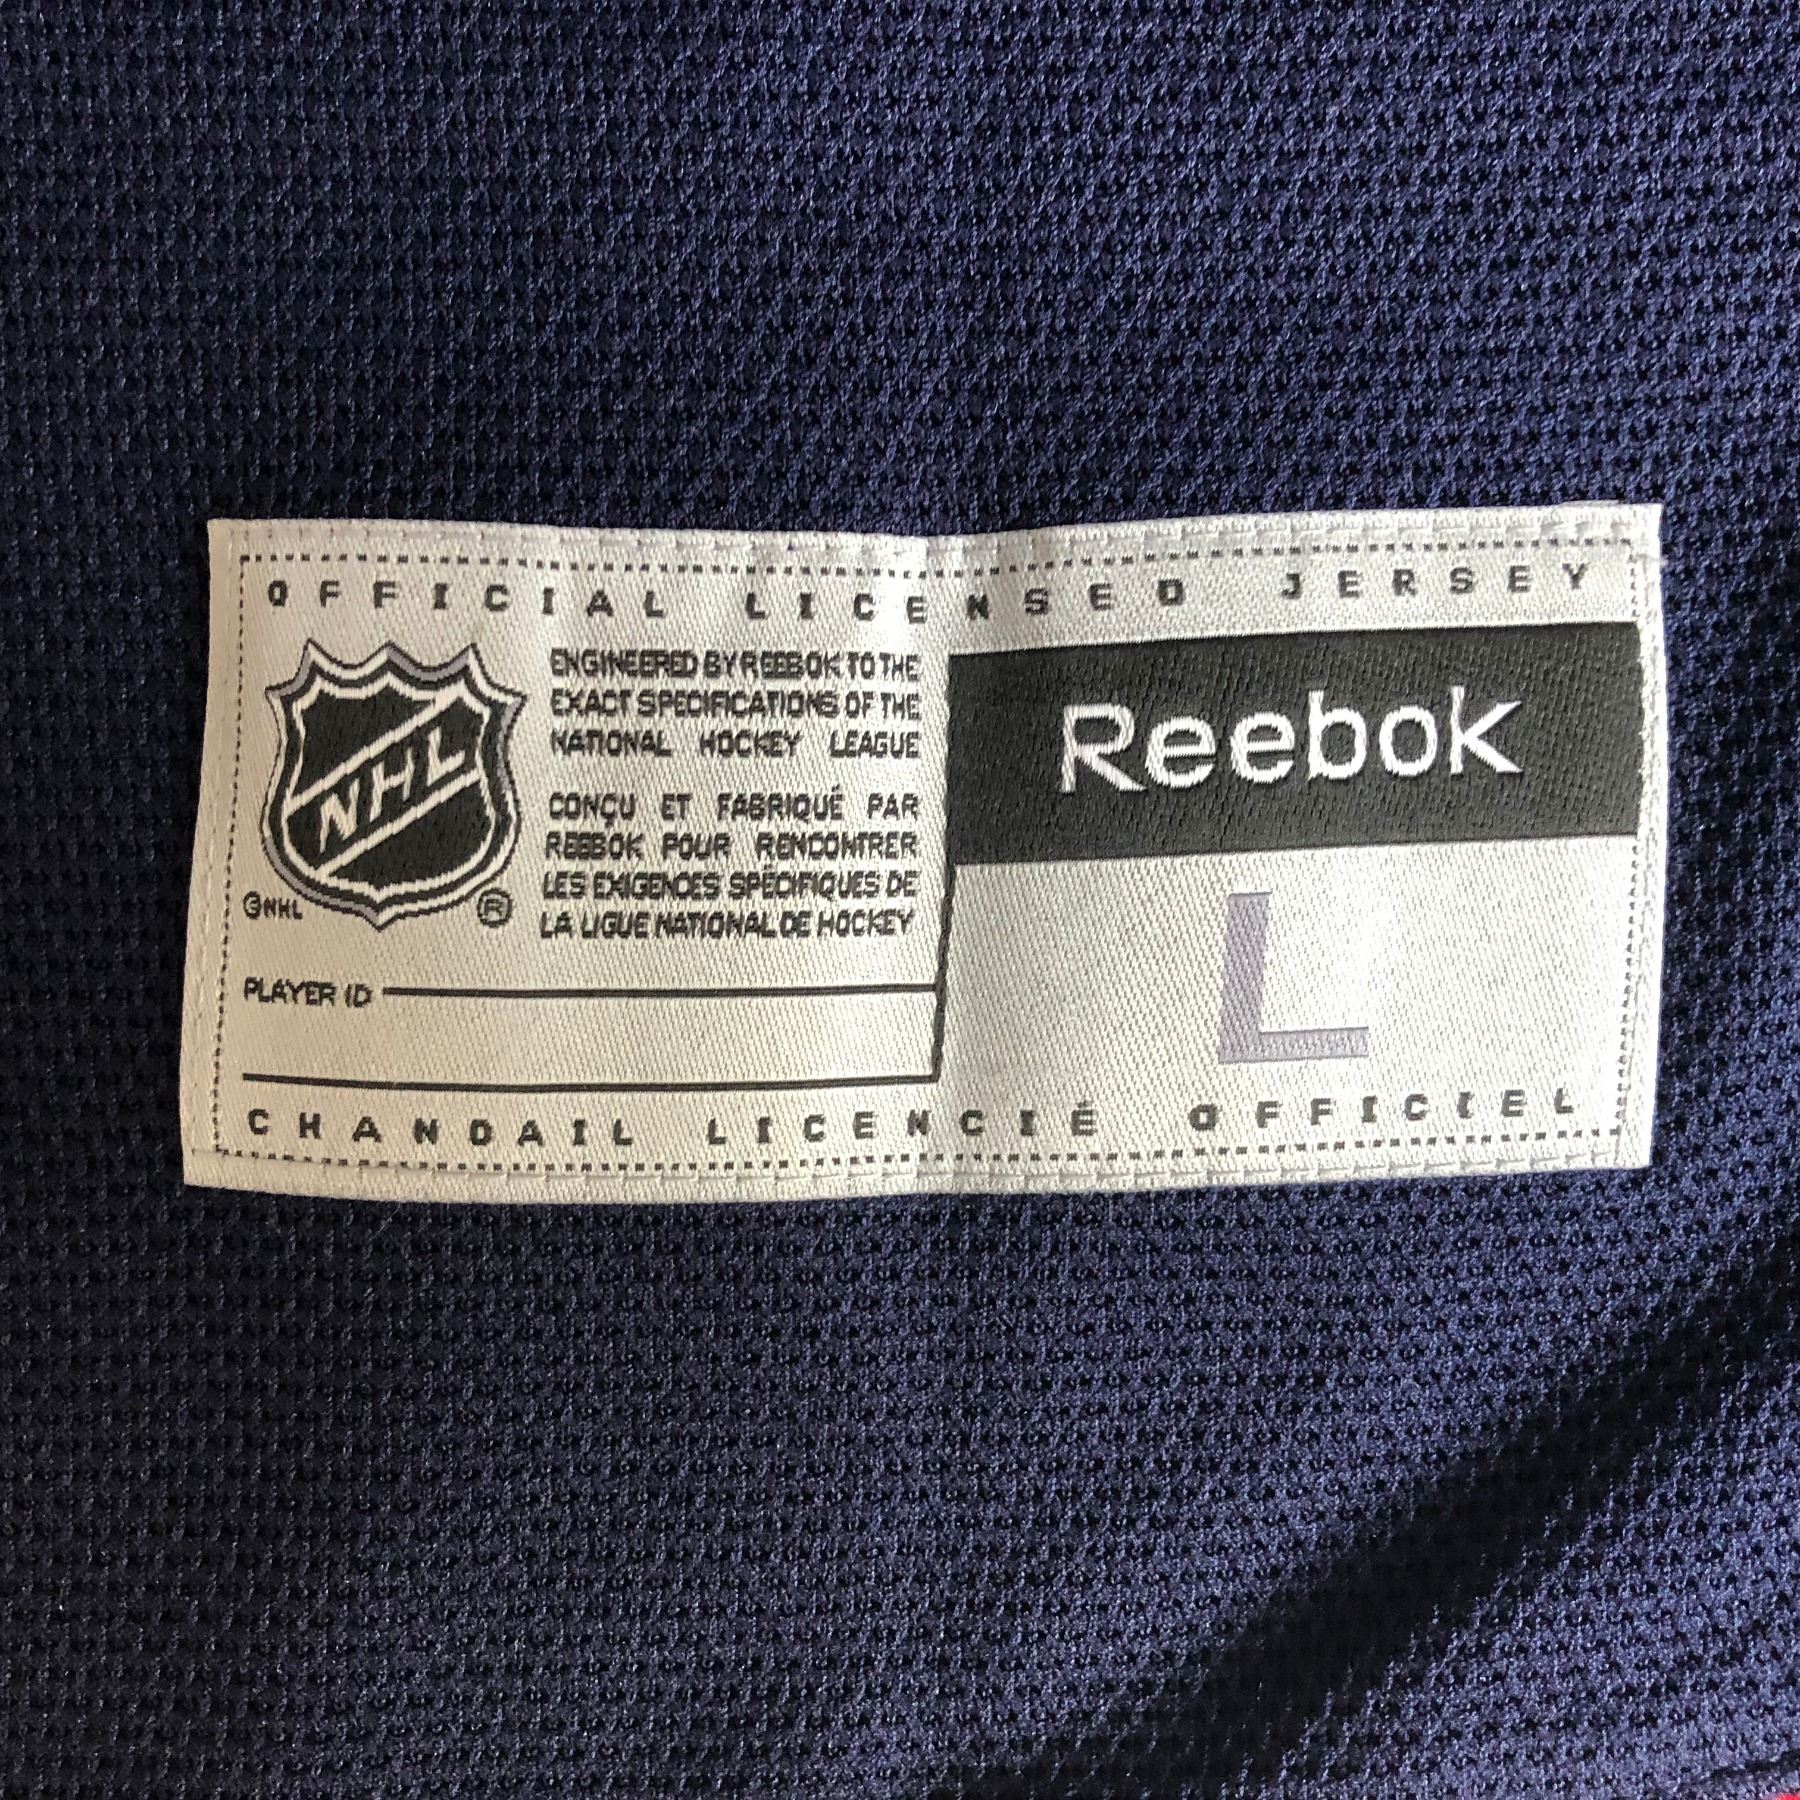 OFFICIAL LICENSED JERSEY
NHL
©NHL
®
ENGINEERED BY REEBOK TO THE
EXACT SPECIFICATIONS OF THE
NATIONAL HOCKEY LEAGUE
CONÇU ET FABRIQUÉ PAR
REEBOK POUR RENCONTRER
LES EXIGENCES SPÉCIFIQUES DE
LA LIGUE NATIONAL DE HOCKEY
PLAYER ID
Reebok
L
CHANDAIL LICENCIÉ OFFICIEL